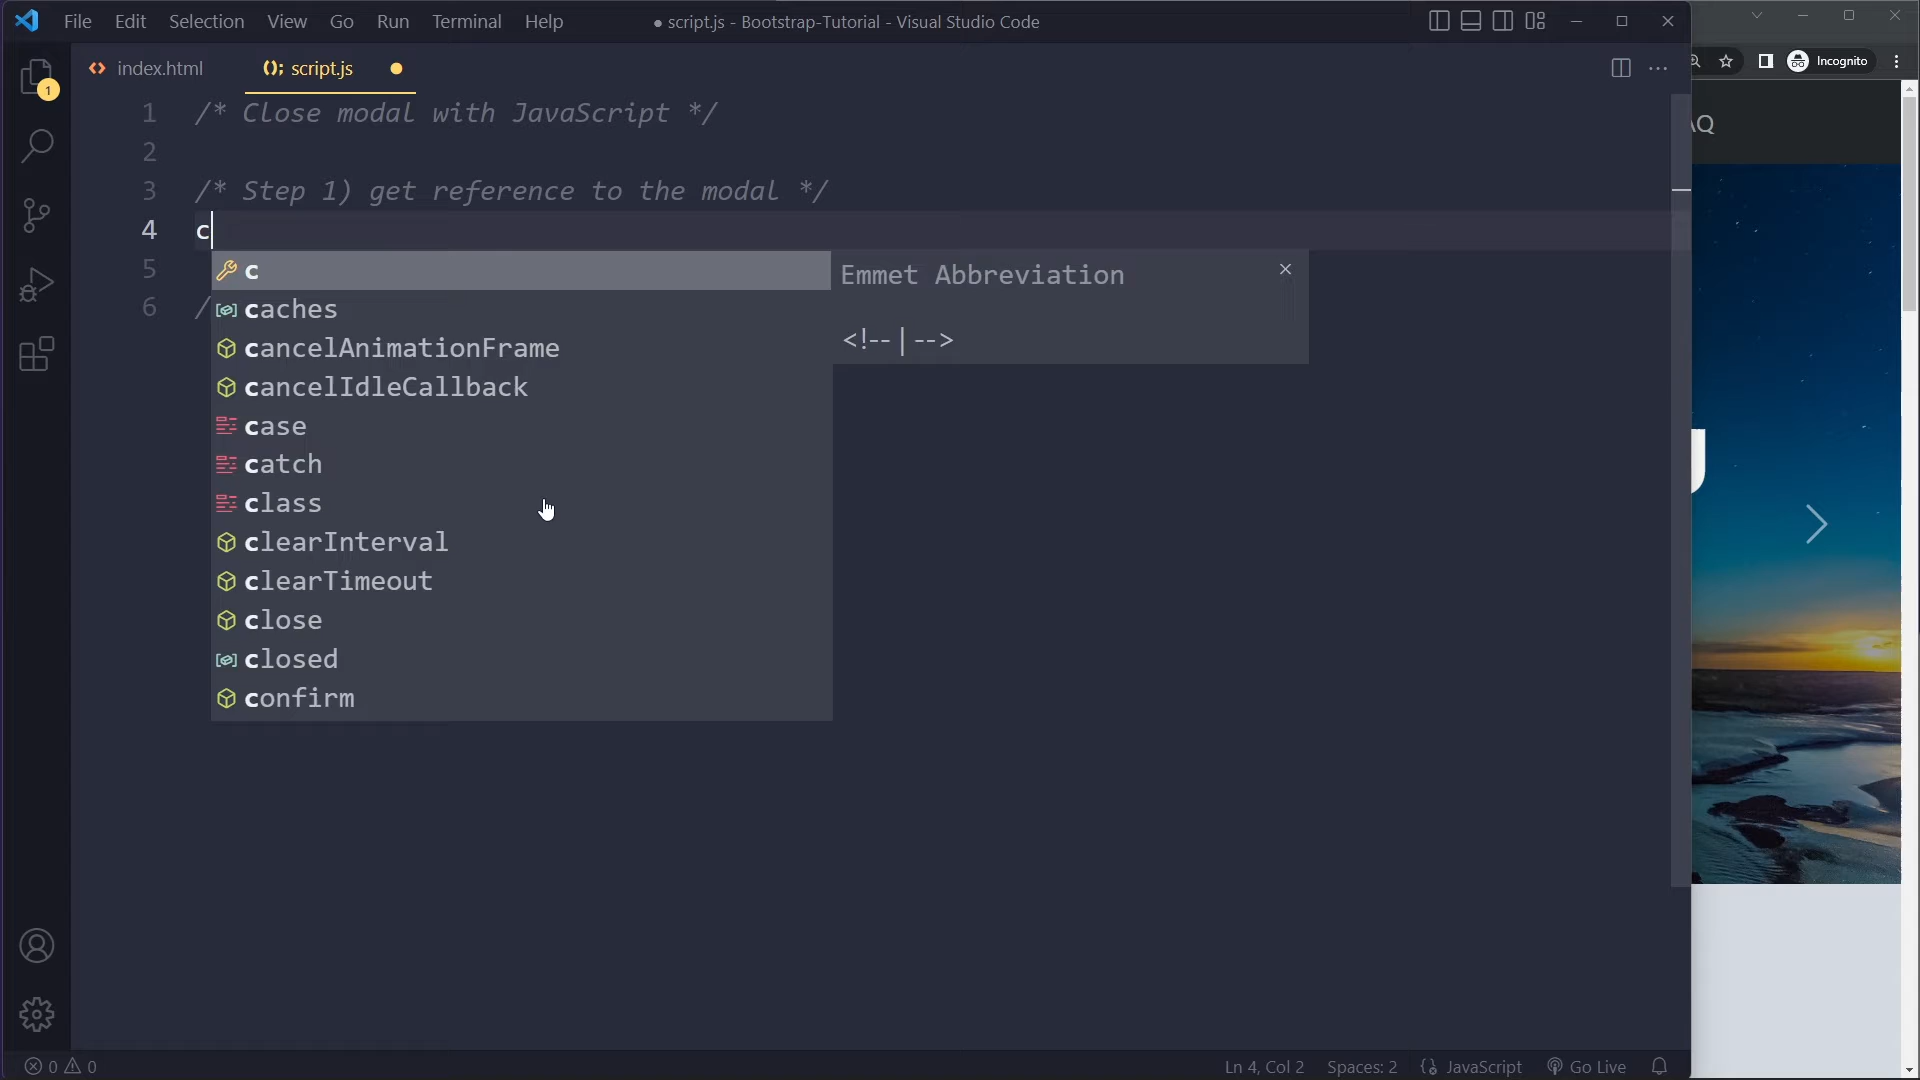 File Edit Selection View Go Run Terminal Help
● script.js - Bootstrap-Tutorial - Visual Studio Code
Incognito
1
index.html
script.js
AQ
1 /* Close modal with JavaScript */
2
3 /* Step 1) get reference to the modal */
4 c
5
6 /
c
caches
cancelAnimationFrame
cancelIdleCallback
case
catch
class
clearInterval
clearTimeout
close
closed
confirm
Emmet Abbreviation
<!-- | -->
0 0
Ln 4, Col 2 Spaces: 2 JavaScript Go Live